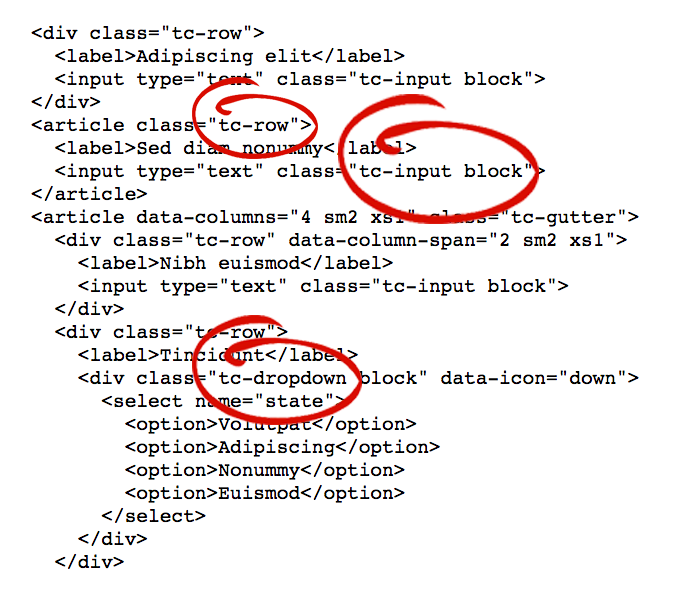 <div class="tc-row">
  <label>Adipiscing elit</label>
  <input type="text" class="tc-input block">
</div>
<article class="tc-row">
  <label>Sed diam nonummy</label>
  <input type="text" class="tc-input block">
</article>
<article data-columns="4 sm2 xs1" class="tc-gutter">
  <div class="tc-row" data-column-span="2 sm2 xs1">
    <label>Nibh euismod</label>
    <input type="text" class="tc-input block">
  </div>
  <div class="tc-row">
    <label>Tincidunt</label>
    <div class="tc-dropdown block" data-icon="down">
      <select name="state">
        <option>Volutpat</option>
        <option>Adipiscing</option>
        <option>Nonummy</option>
        <option>Euismod</option>
      </select>
    </div>
  </div>